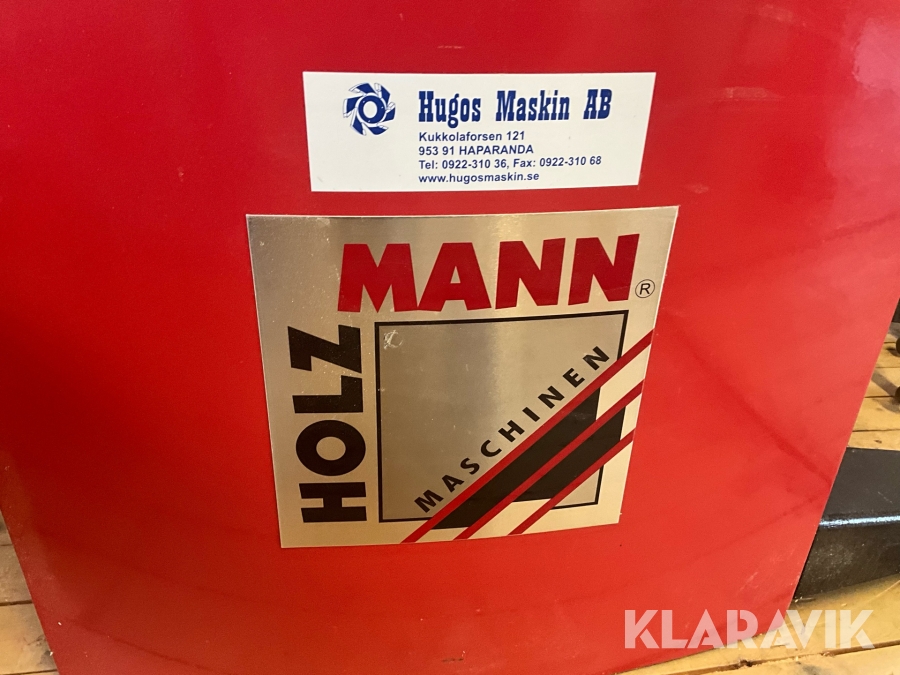 Hugos Maskin AB
Kukkolaforsen 121
953 91 HAPARANDA
Tel: 0922-310 36, Fax: 0922-310 68
www.hugosmaskin.se
HOLZ
MANN®
MASCHINEN
KLARAVIK